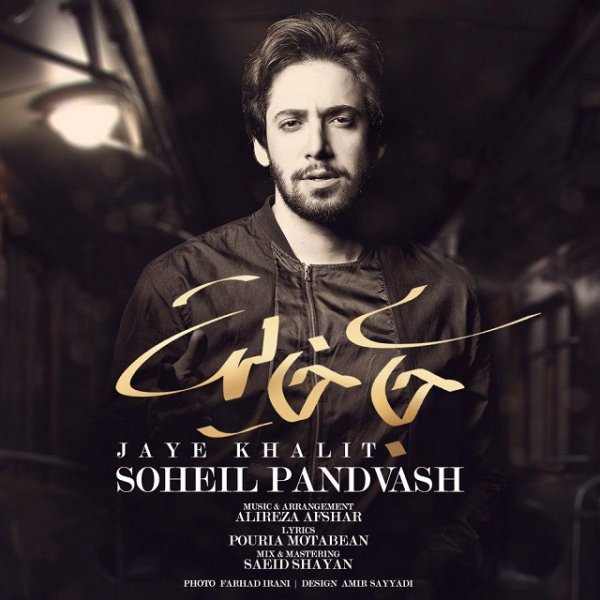 جای خالیت
JAYE KHALIT
SOHEIL PANDVASH
MUSIC & ARRANGEMENT
ALIREZA AFSHAR
LYRICS
POURIA MOTABEAN
MIX & MASTERING
SAEID SHAYAN
PHOTO FARHAD IRANI | DESIGN AMIR SAYYADI